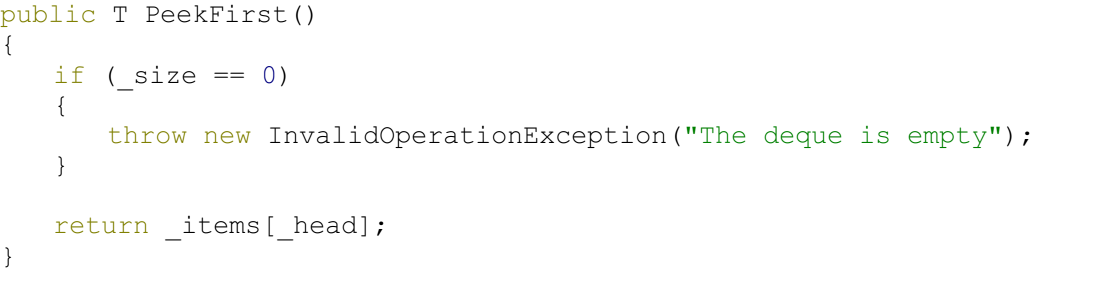 public T PeekFirst()
{
    if (_size == 0)
    {
        throw new InvalidOperationException("The deque is empty");
    }

    return _items[_head];
}